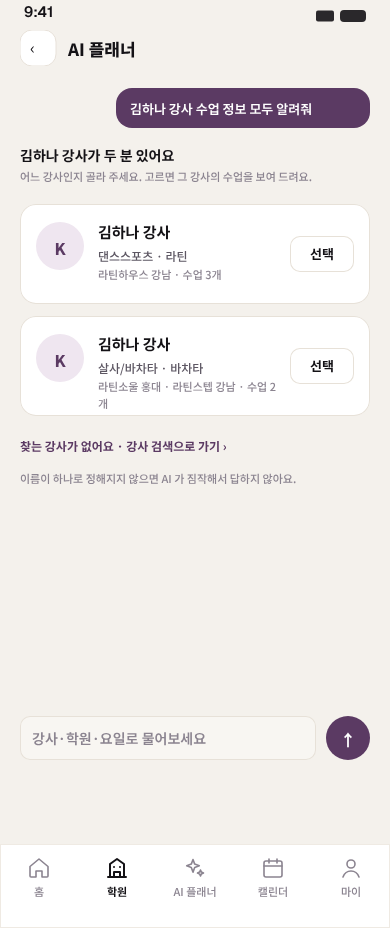 9:41
‹
AI 플래너
김하나 강사 수업 정보 모두 알려줘
김하나 강사가 두 분 있어요
어느 강사인지 골라 주세요. 고르면 그 강사의 수업을 보여 드려요.
K
김하나 강사
댄스스포츠 · 라틴
라틴하우스 강남 · 수업 3개
선택
K
김하나 강사
살사/바차타 · 바차타
라틴소울 홍대 · 라틴스텝 강남 · 수업 2
개
선택
찾는 강사가 없어요 · 강사 검색으로 가기 ›
이름이 하나로 정해지지 않으면 AI 가 짐작해서 답하지 않아요.
강사·학원·요일로 물어보세요
↑
홈
학원
AI 플래너
캘린더
마이